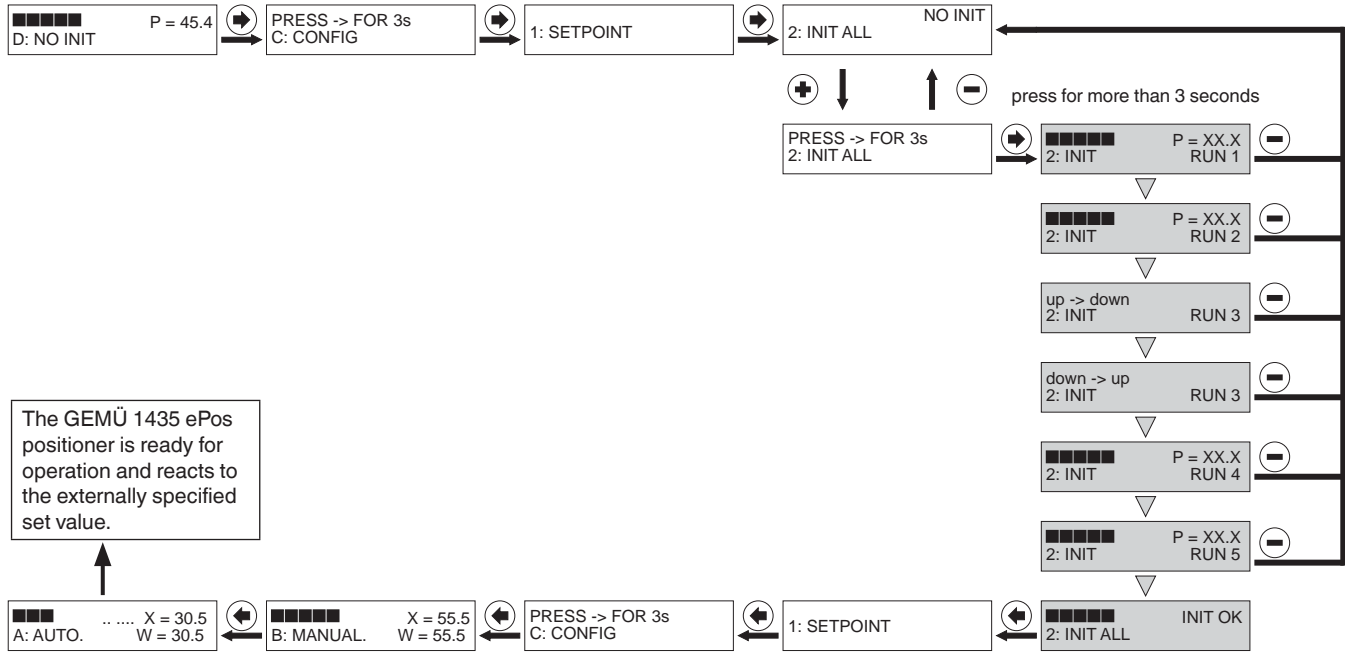 P = 45.4
D: NO INIT
PRESS -> FOR 3s
C: CONFIG
1: SETPOINT
NO INIT
2: INIT ALL
press for more than 3 seconds
PRESS -> FOR 3s
2: INIT ALL
P = XX.X
2: INIT RUN 1
P = XX.X
2: INIT RUN 2
up -> down
2: INIT RUN 3
down -> up
2: INIT RUN 3
P = XX.X
2: INIT RUN 4
P = XX.X
2: INIT RUN 5
INIT OK
2: INIT ALL
1: SETPOINT
PRESS -> FOR 3s
C: CONFIG
X = 55.5
B: MANUAL. W = 55.5
.. .... X = 30.5
A: AUTO. W = 30.5
The GEMÜ 1435 ePos
positioner is ready for
operation and reacts to
the externally specified
set value.